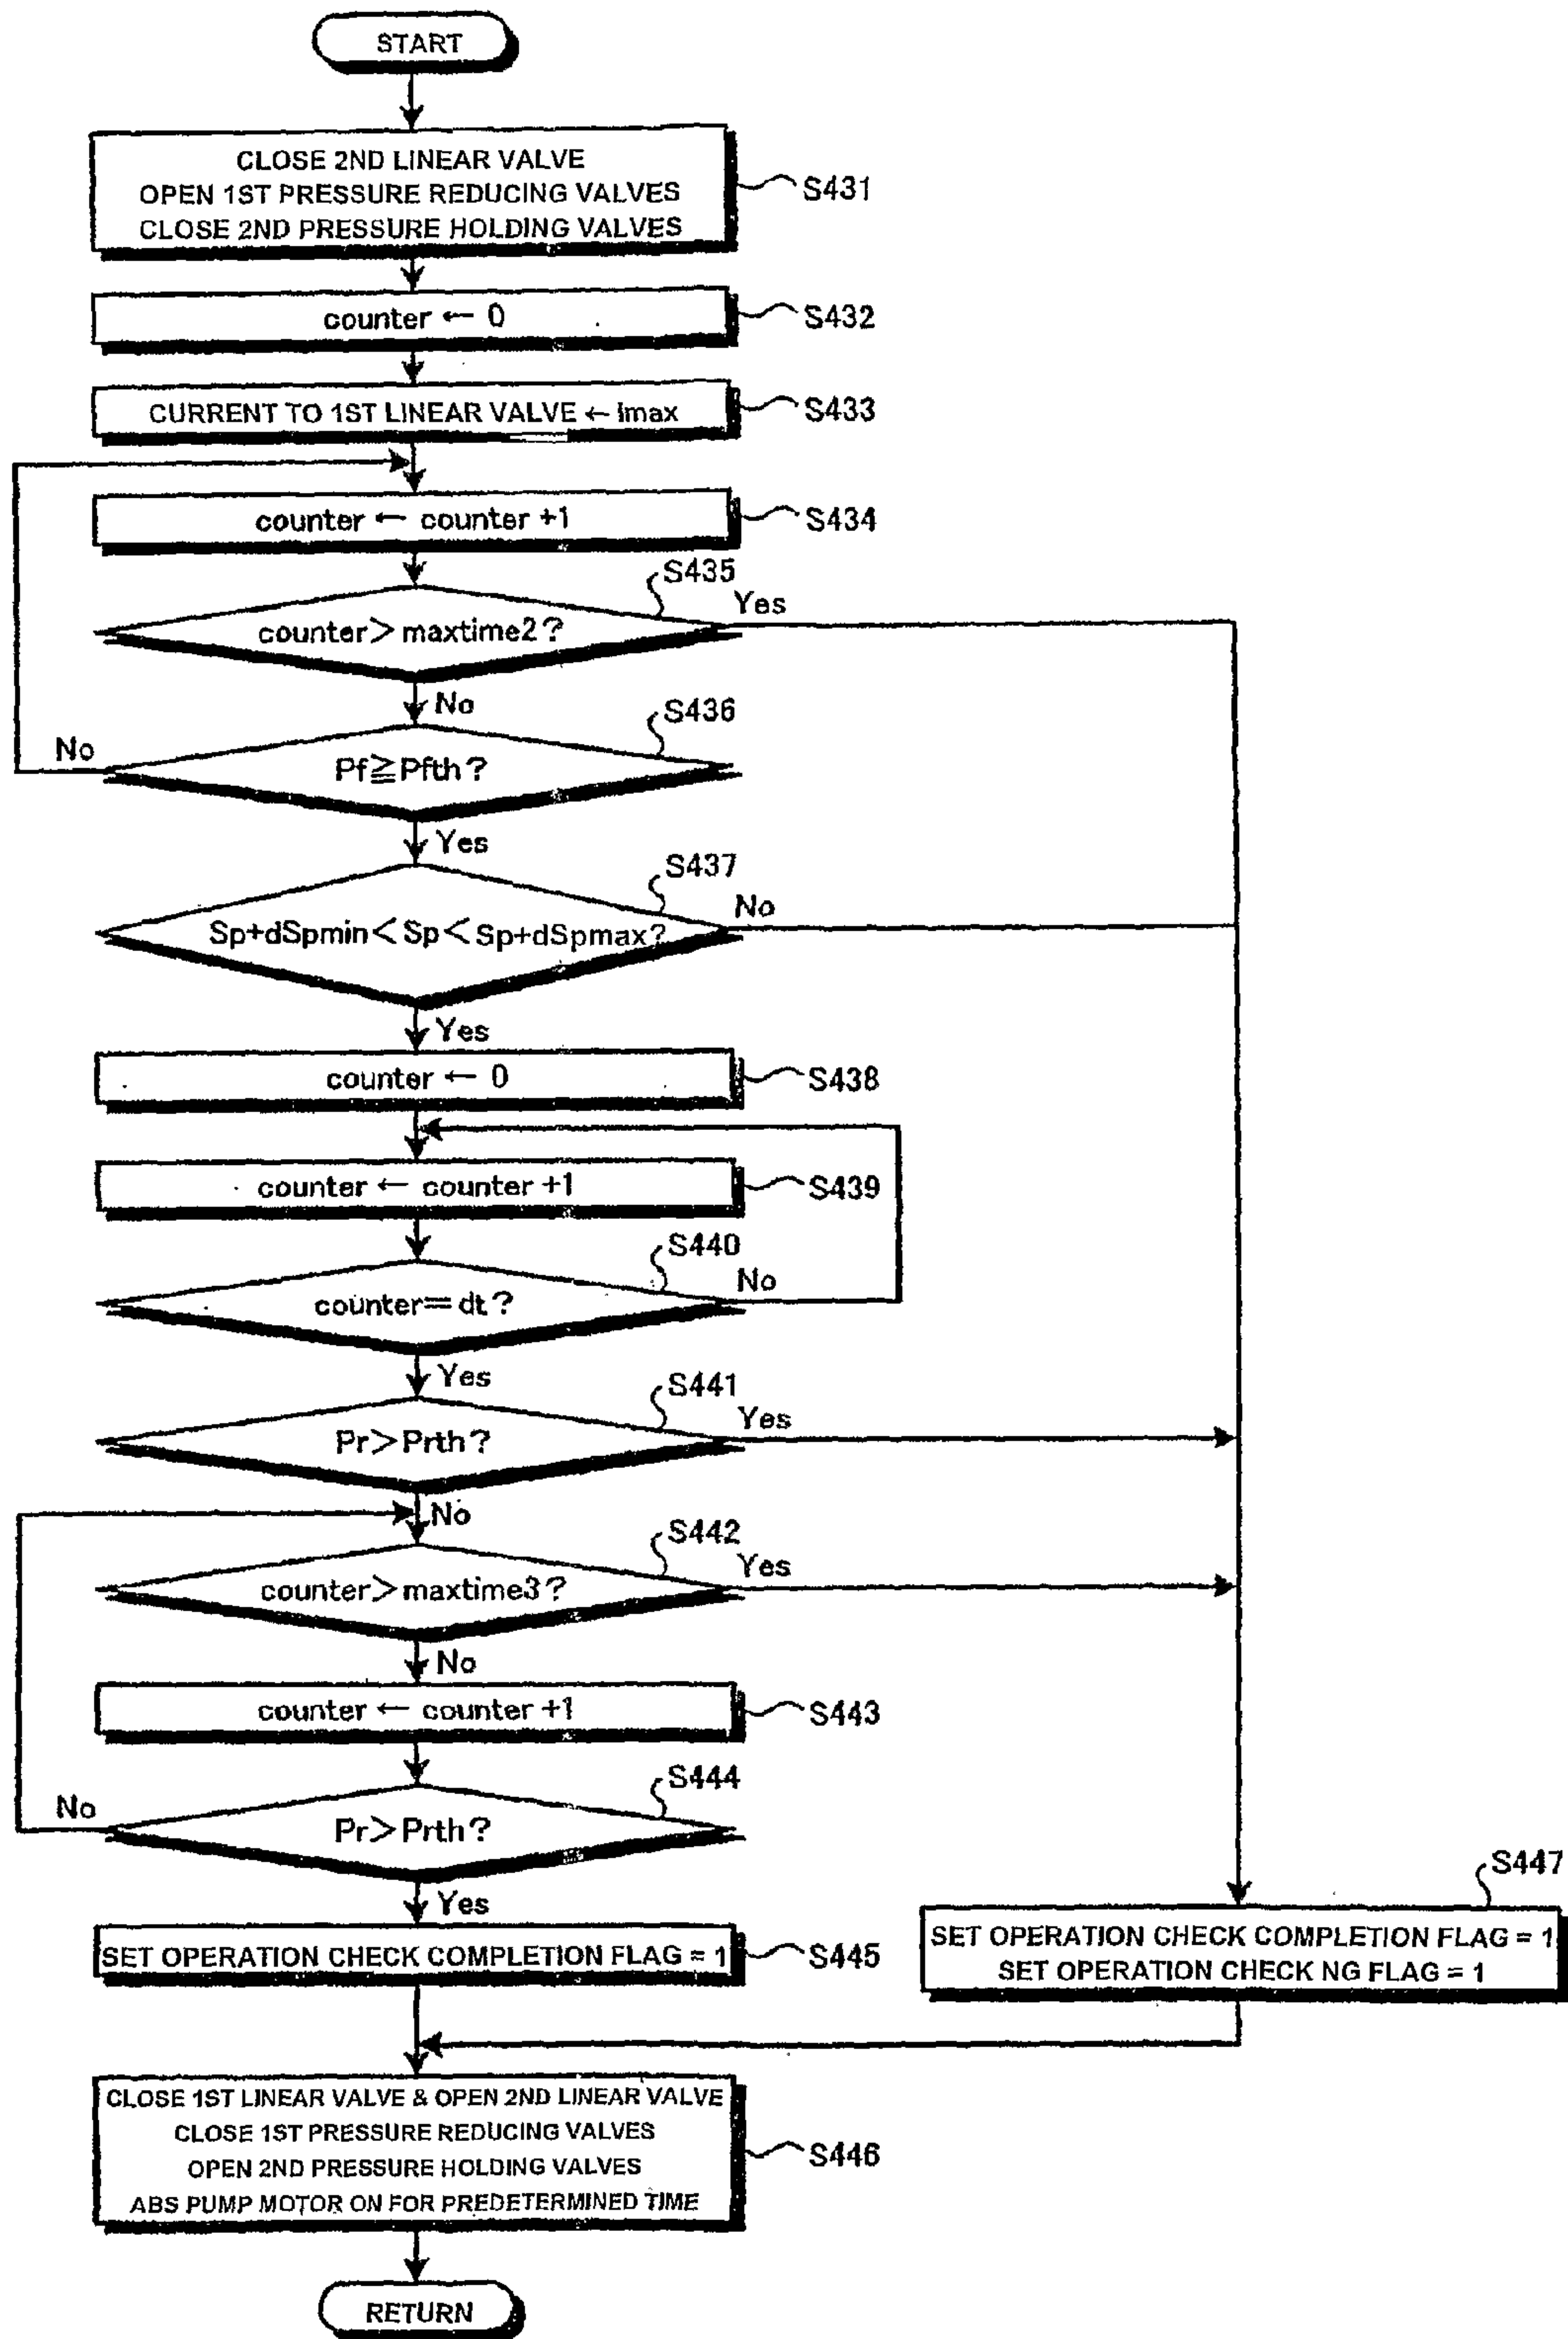 START
CLOSE 2ND LINEAR VALVE
OPEN 1ST PRESSURE REDUCING VALVES
CLOSE 2ND PRESSURE HOLDING VALVES
S431
counter ← 0
S432
CURRENT TO 1ST LINEAR VALVE ← Imax
S433
counter ← counter +1
S434
S435
counter > maxtime2?
Yes
No
S436
Pf≧Pfth?
No
Yes
S437
Sp+dSpmin < Sp < Sp+dSpmax?
No
Yes
counter ← 0
S438
counter ← counter +1
S439
S440
counter = dt?
No
Yes
S441
Pr > Prth?
Yes
No
S442
counter > maxtime3?
Yes
No
counter ← counter +1
S443
S444
Pr > Prth?
No
Yes
SET OPERATION CHECK COMPLETION FLAG = 1
S445
S447
SET OPERATION CHECK COMPLETION FLAG = 1
SET OPERATION CHECK NG FLAG = 1
CLOSE 1ST LINEAR VALVE & OPEN 2ND LINEAR VALVE
CLOSE 1ST PRESSURE REDUCING VALVES
OPEN 2ND PRESSURE HOLDING VALVES
ABS PUMP MOTOR ON FOR PREDETERMINED TIME
S446
RETURN